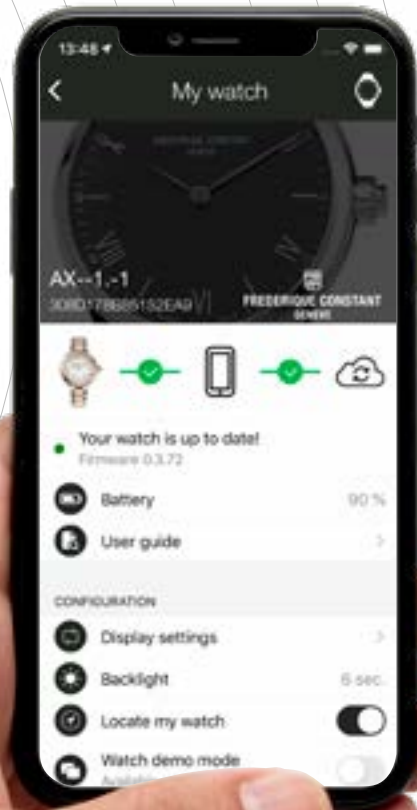 13:48
My watch
AX--1.-1
FREDERIQUE CONSTANT
GENEVE
Your watch is up to date!
Firmware 0.3.72
Battery 90 %
User guide
CONFIGURATION
Display settings
Backlight 6 sec.
Locate my watch
Watch demo mode